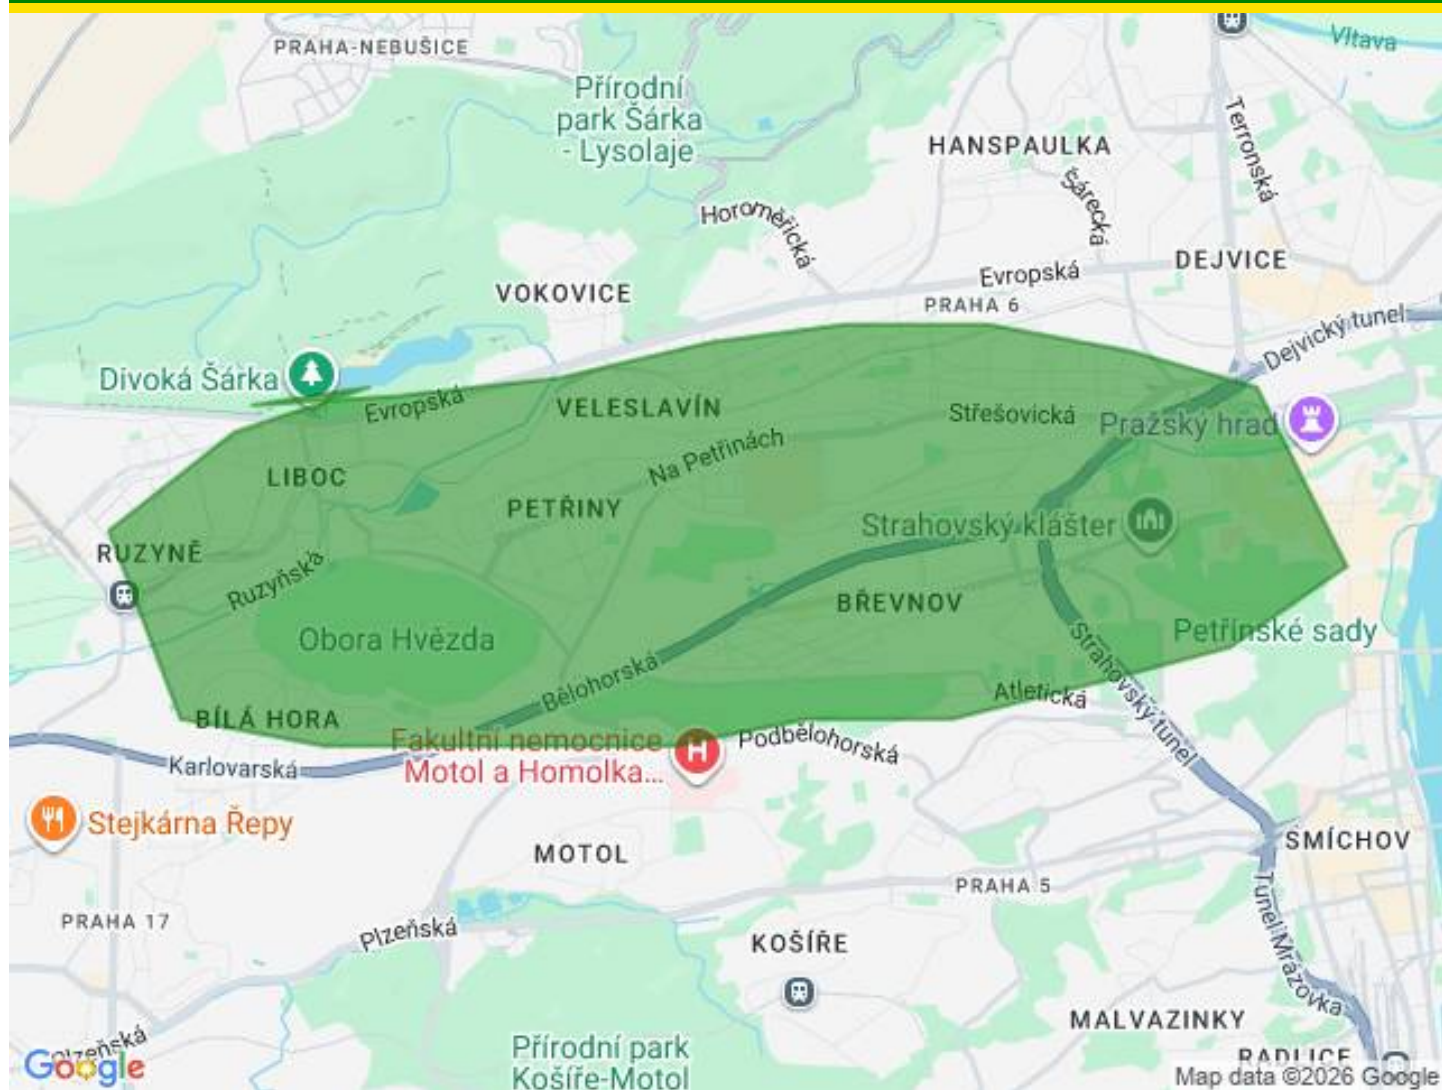 PRAHA-NEBUŠICE
Vltava
Přírodní
park Šárka
- Lysolaje
Terronská
HANSPAULKA
Šárecká
Horoměřická
DEJVICE
Evropská
VOKOVICE
PRAHA 6
Dejvický tunel
Divoká Šárka
Evropská
VELESLAVÍN
Střešovická
Pražský hrad
Na Petřinách
LIBOC
PETŘINY
Strahovský klášter
RUZYNĚ
Ruzyňská
BŘEVNOV
Obora Hvězda
Petřínské sady
Bělohorská
Strahovský tunel
Atletická
BÍLÁ HORA
Fakultní nemocnice
Motol a Homolka...
H
Podbělohorská
Karlovarská
Stejkárna Řepy
SMÍCHOV
MOTOL
PRAHA 5
PRAHA 17
Plzeňská
KOŠÍŘE
Tunel Mrázovka
MALVAZINKY
Plzeňská
Přírodní park
Košíře-Motol
RADLICE
Google
Map data ©2026 Google